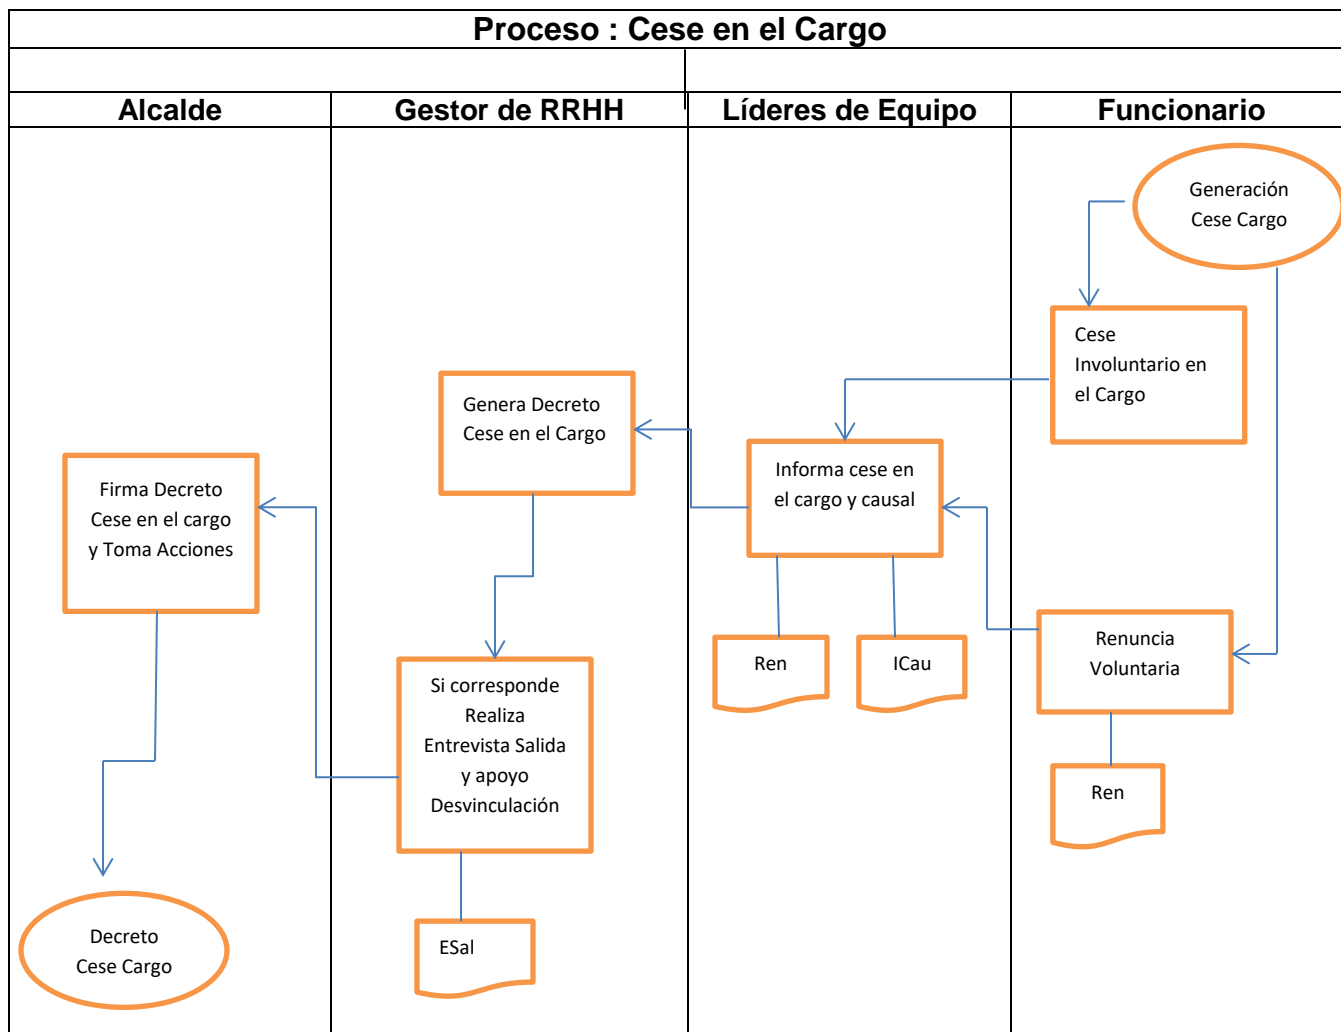 Proceso : Cese en el Cargo
Alcalde
Gestor de RRHH
Líderes de Equipo
Funcionario
Generación
Cese Cargo
Cese
Involuntario en
el Cargo
Genera Decreto
Cese en el Cargo
Informa cese en
el cargo y causal
Firma Decreto
Cese en el cargo
y Toma Acciones
Ren
ICau
Renuncia
Voluntaria
Si corresponde
Realiza
Entrevista Salida
y apoyo
Desvinculación
Ren
Decreto
Cese Cargo
ESal